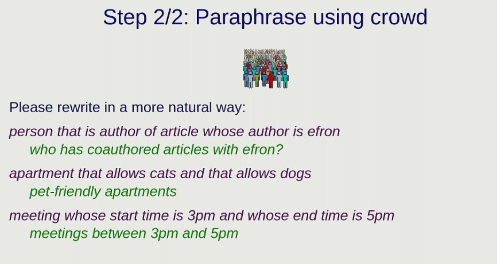 Step 2/2: Paraphrase using crowd
Please rewrite in a more natural way:
person that is author of article whose author is efron
who has coauthored articles with efron?
apartment that allows cats and that allows dogs
pet-friendly apartments
meeting whose start time is 3pm and whose end time is 5pm
meetings between 3pm and 5pm